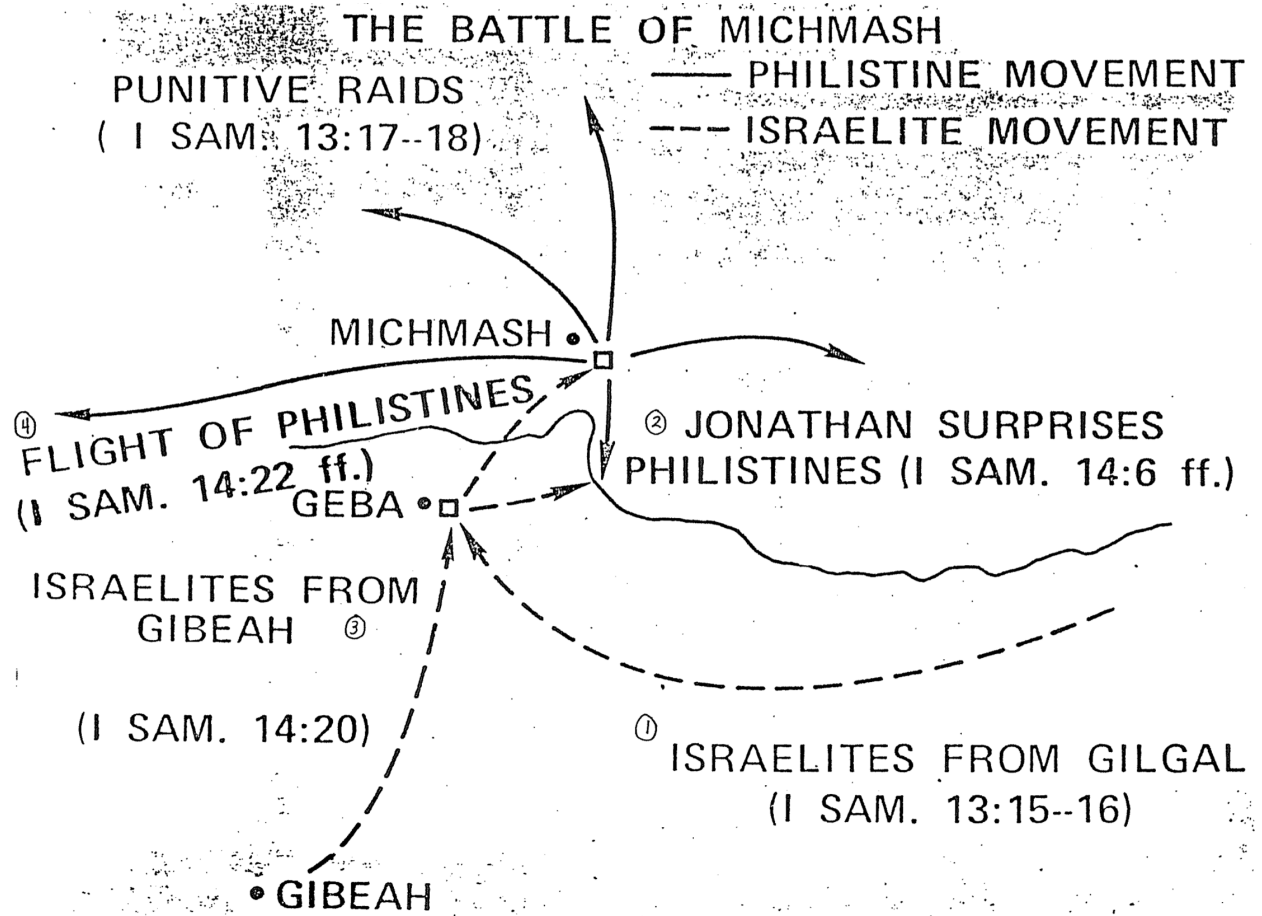 THE BATTLE OF MICHMASH
PUNITIVE RAIDS
( I SAM. 13:17--18)
PHILISTINE MOVEMENT
ISRAELITE MOVEMENT
MICHMASH
④
FLIGHT OF PHILISTINES
(I SAM. 14:22 ff.)
② JONATHAN SURPRISES
PHILISTINES (I SAM. 14:6 ff.)
GEBA
ISRAELITES FROM
GIBEAH ③
(I SAM. 14:20)
①
ISRAELITES FROM GILGAL
(I SAM. 13:15--16)
GIBEAH